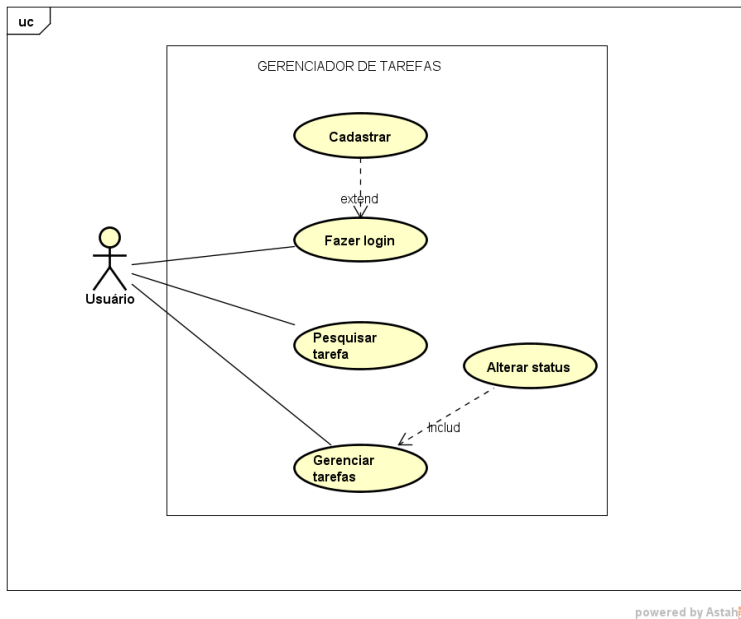 uc
GERENCIADOR DE TAREFAS
Cadastrar
extend
Fazer login
Usuário
Pesquisar
tarefa
Alterar status
Includ
Gerenciar
tarefas
powered by Astah